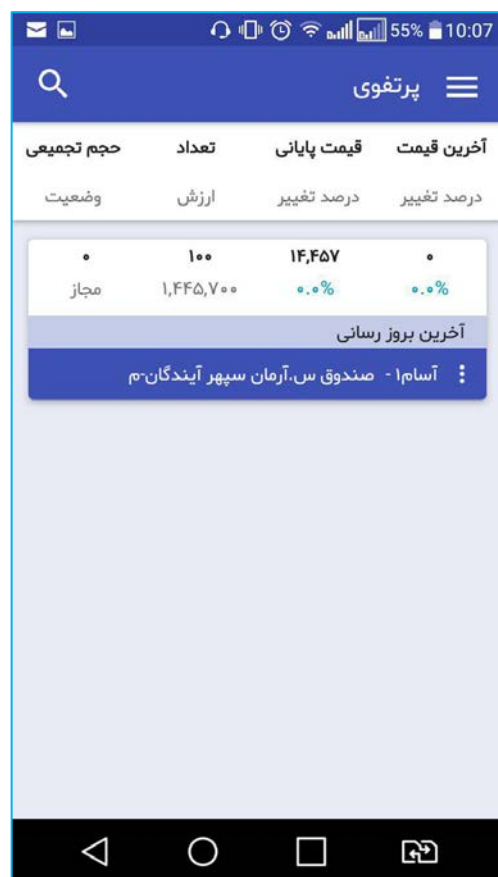 55% 10:07
پرتفوی
آخرین قیمت قیمت پایانی تعداد حجم تجمیعی
درصد تغییر درصد تغییر ارزش وضعیت
۰ ۱۴,۴۵۷ ۱۰۰ ۰
۰.۰% ۰.۰% ۱,۴۴۵,۷۰۰ مجاز
آخرین بروز رسانی
آسام۱ - صندوق س.آرمان سپهر آیندگان-م